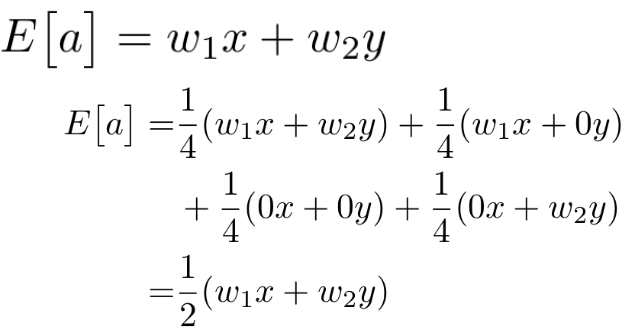 E[a] = w₁x + w₂y
E[a] = 1/4(w₁x + w₂y) + 1/4(w₁x + 0y)
+ 1/4(0x + 0y) + 1/4(0x + w₂y)
= 1/2(w₁x + w₂y)